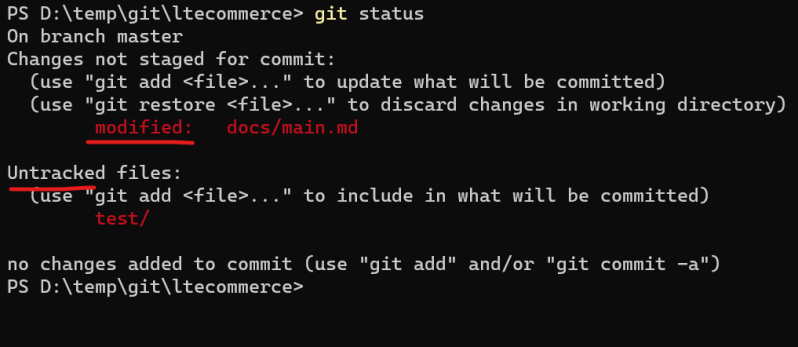 PS D:\temp\git\ltecommerce> git status
On branch master
Changes not staged for commit:
  (use "git add <file>..." to update what will be committed)
  (use "git restore <file>..." to discard changes in working directory)
        modified:   docs/main.md

Untracked files:
  (use "git add <file>..." to include in what will be committed)
        test/

no changes added to commit (use "git add" and/or "git commit -a")
PS D:\temp\git\ltecommerce>